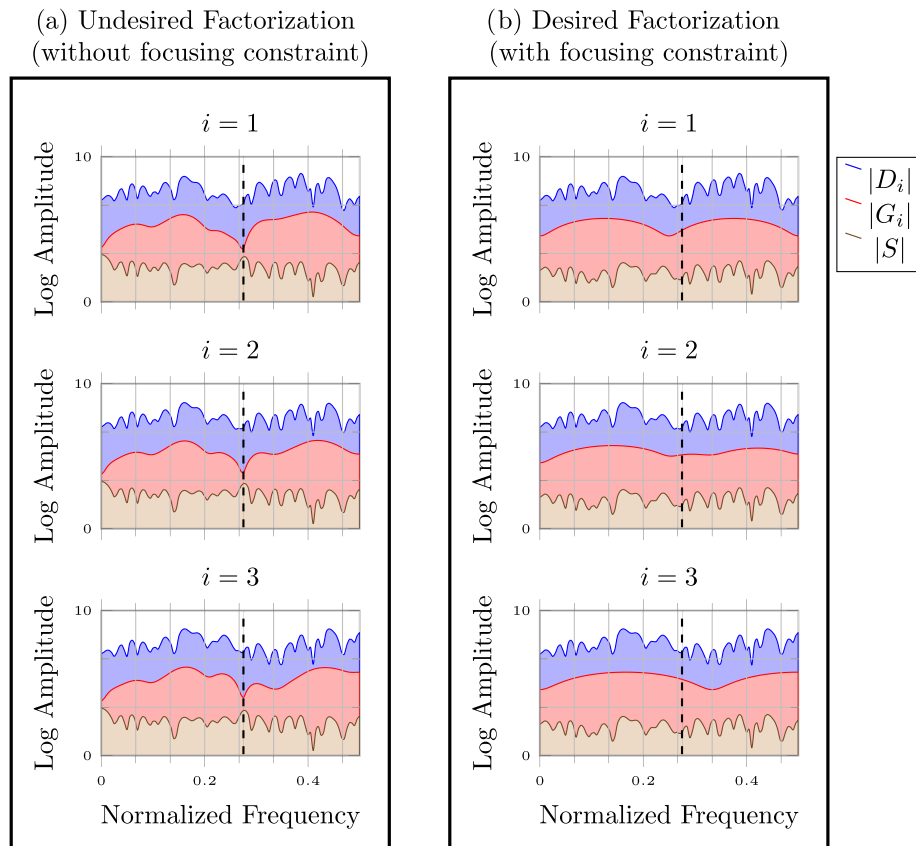 (a) Undesired Factorization
(without focusing constraint)
(b) Desired Factorization
(with focusing constraint)
i = 1
10
0
Log Amplitude
i = 2
10
0
Log Amplitude
i = 3
10
0
Log Amplitude
0 0.2 0.4
Normalized Frequency
i = 1
10
0
Log Amplitude
i = 2
10
0
Log Amplitude
i = 3
10
0
Log Amplitude
0 0.2 0.4
Normalized Frequency
|D_i|
|G_i|
|S|